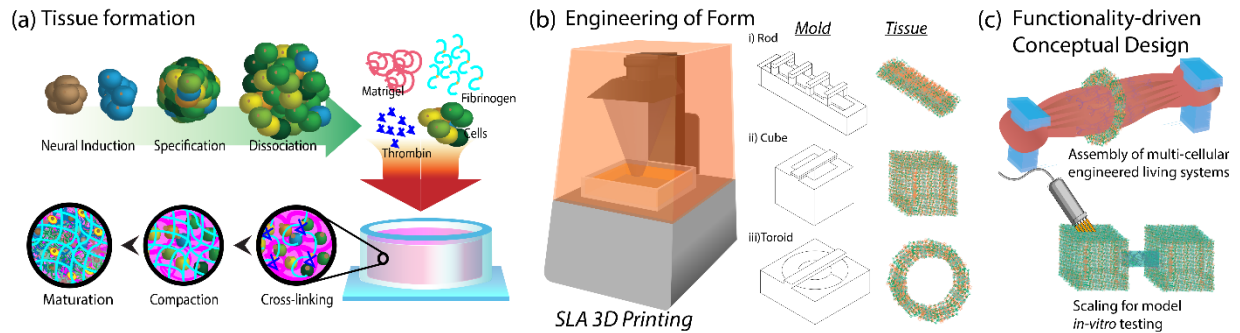 (a) Tissue formation
Matrigel
Fibrinogen
Cells
Thrombin
Neural Induction
Specification
Dissociation
Maturation
Compaction
Cross-linking
(b) Engineering of Form
SLA 3D Printing
Mold
Tissue
i) Rod
ii) Cube
iii)Toroid
(c) Functionality-driven
Conceptual Design
Assembly of multi-cellular
engineered living systems
Scaling for model
in-vitro testing